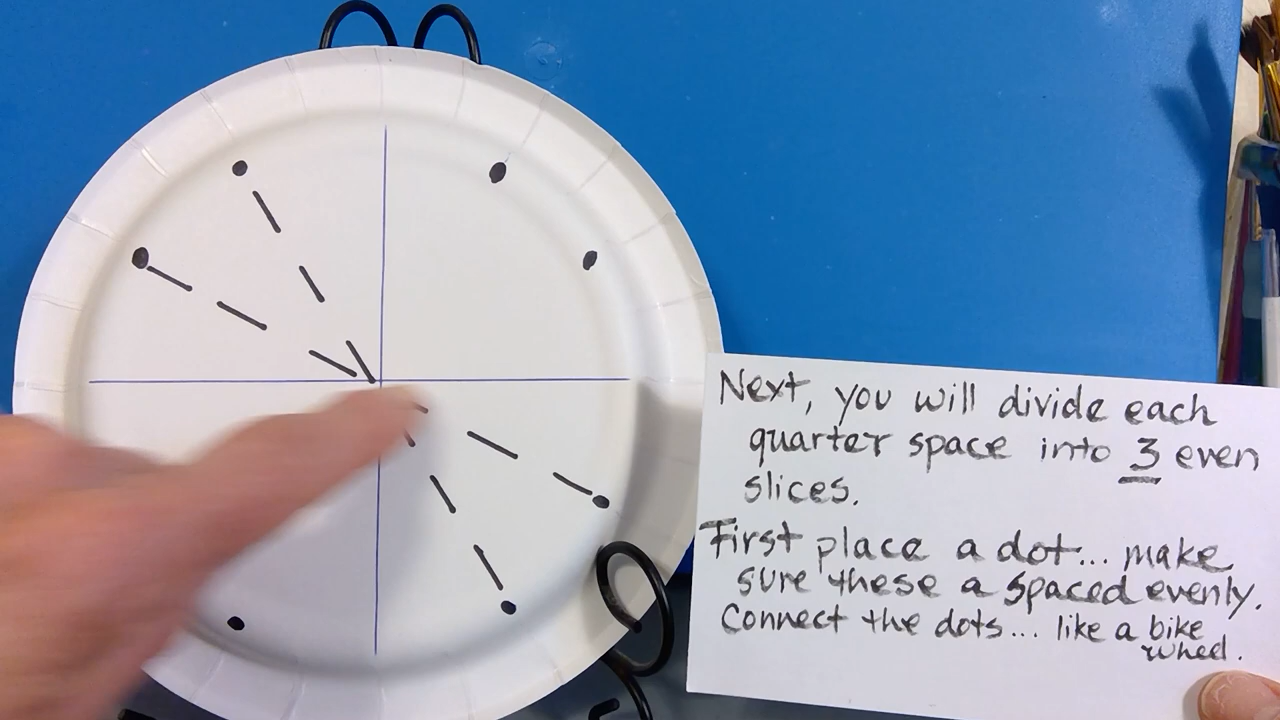 Next, you will divide each
quarter space into 3 even
slices.
First place a dot... make
sure these a spaced evenly.
Connect the dots... like a bike
wheel.